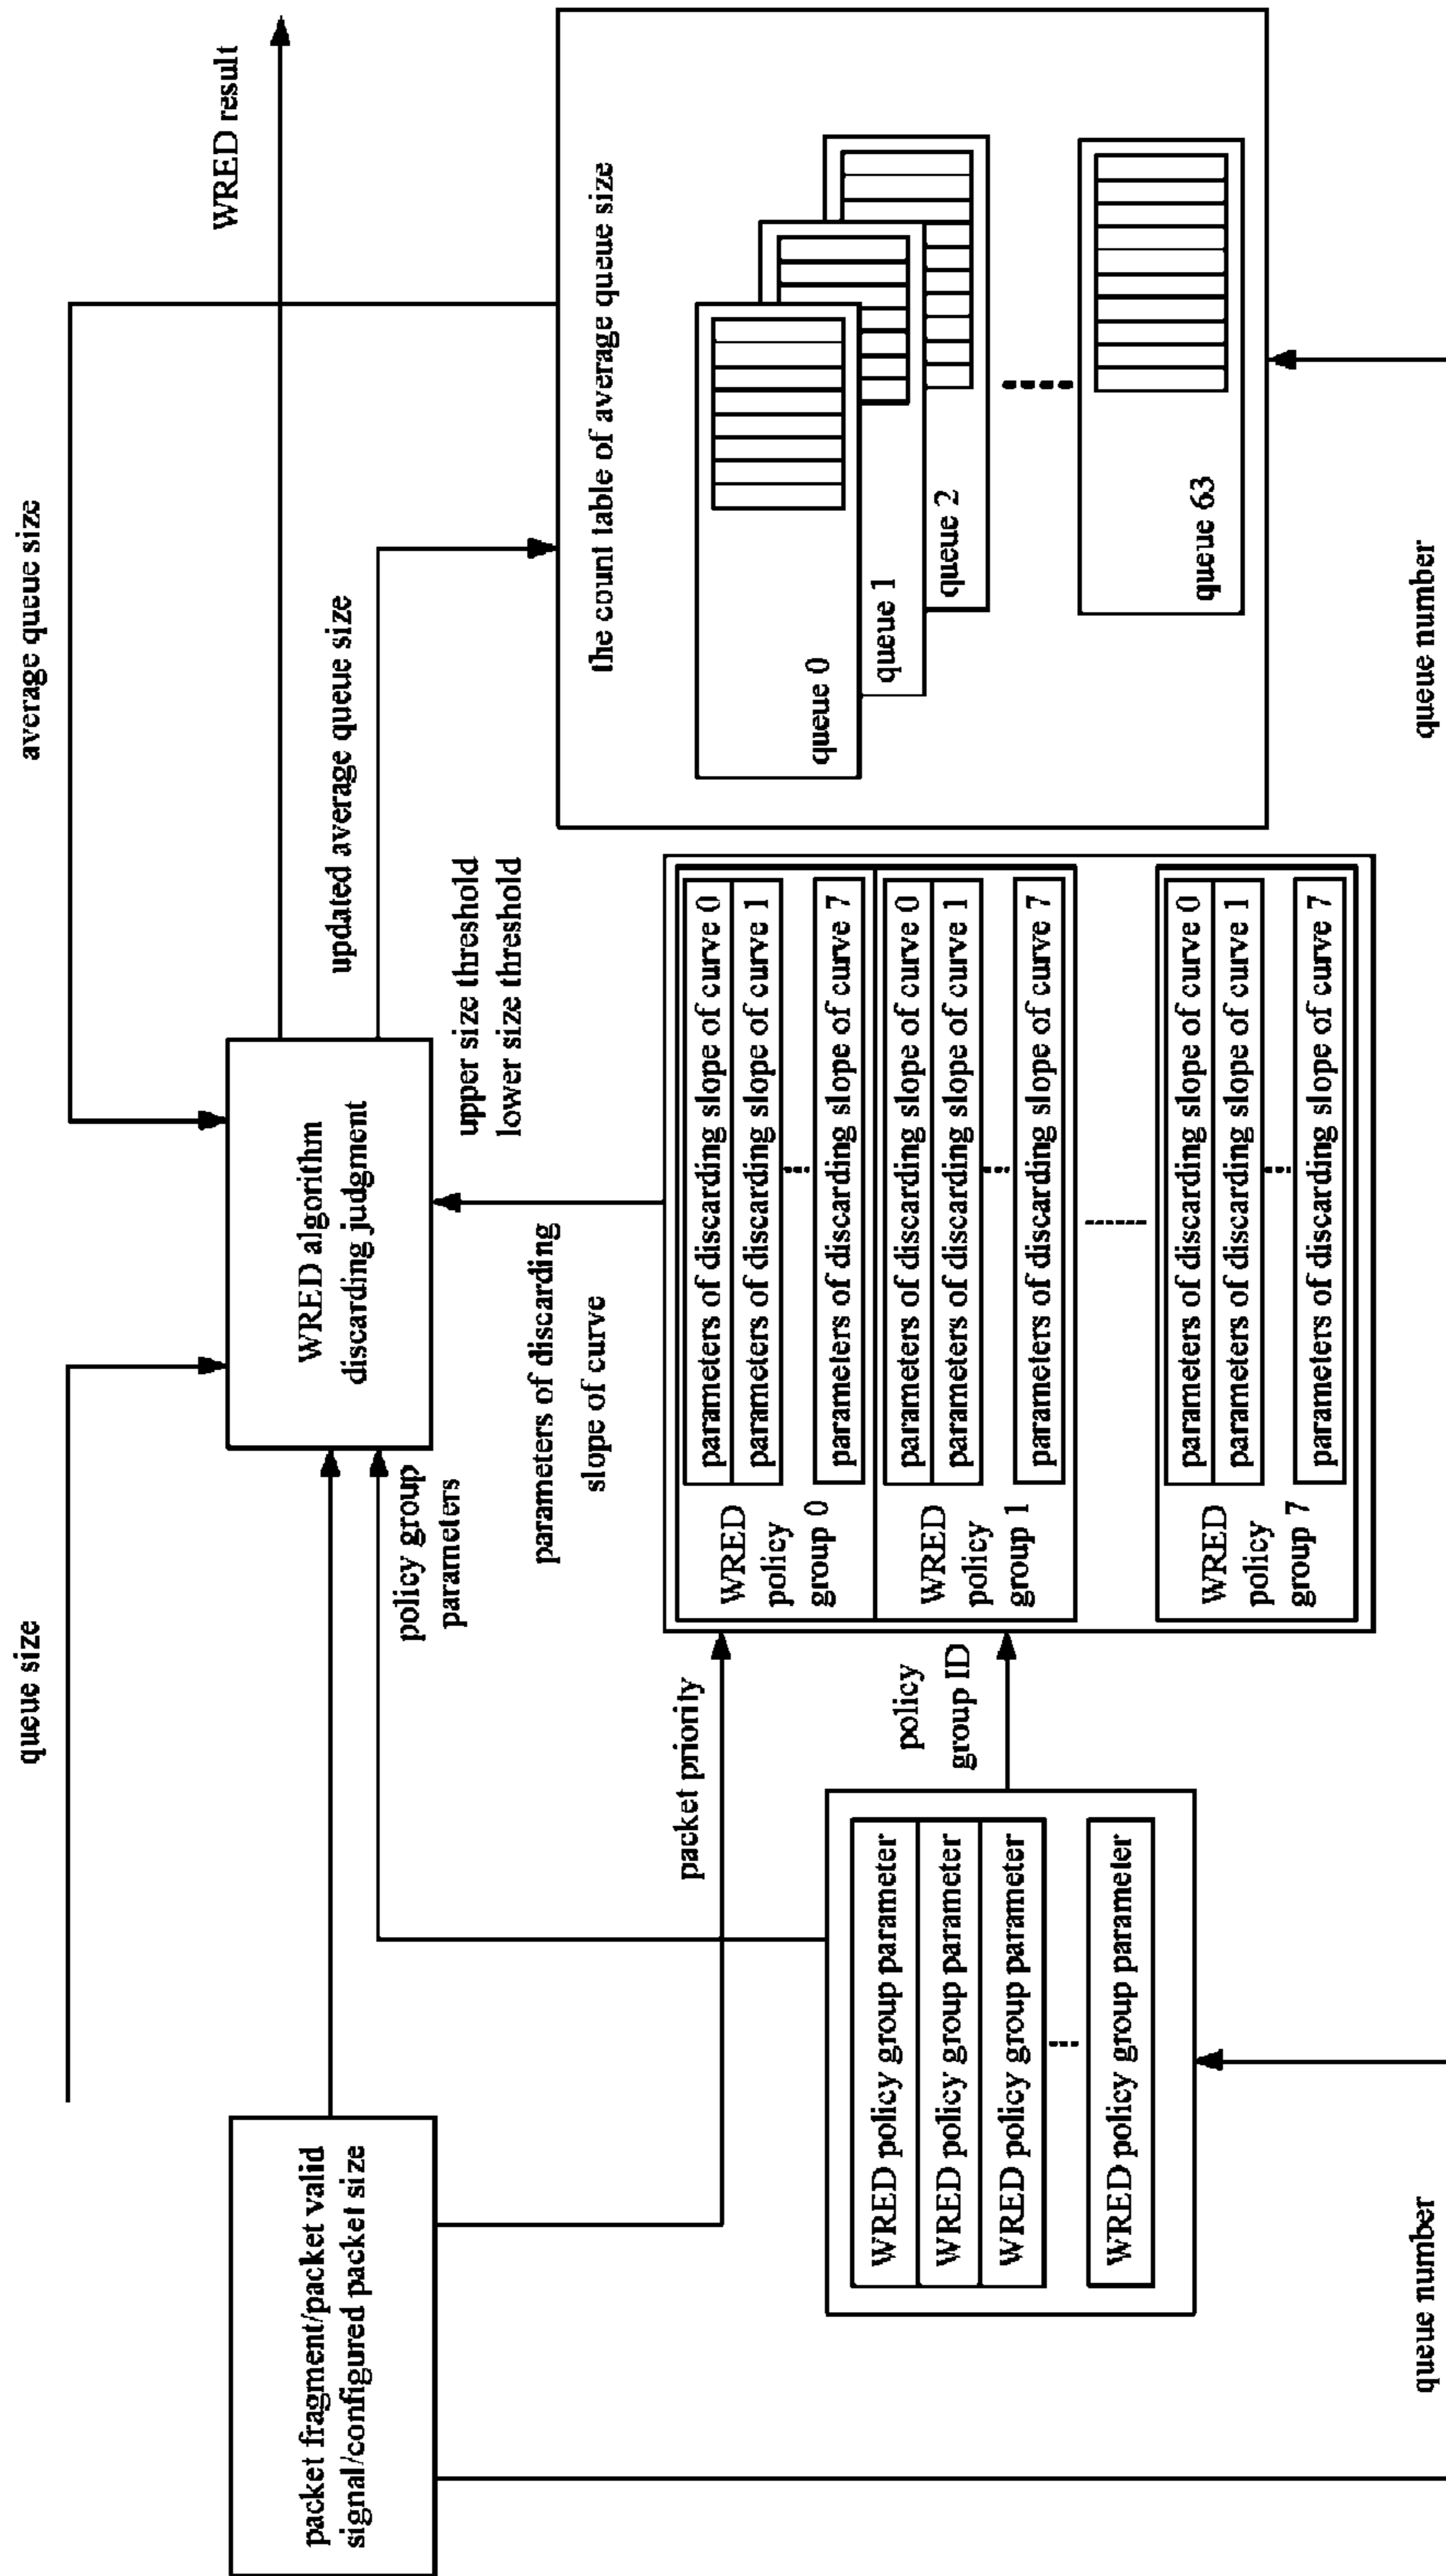 queue size
average queue size
packet fragment/packet valid
signal/configured packet size
WRED algorithm
discarding judgment
WRED result
updated average queue size
policy group
parameters
upper size threshold
lower size threshold
parameters of discarding
slope of curve
packet priority
policy
group ID
WRED policy group parameter
WRED policy group parameter
WRED policy group parameter
WRED policy group parameter
WRED
policy
group 0
parameters of discarding slope of curve 0
parameters of discarding slope of curve 1
parameters of discarding slope of curve 7
WRED
policy
group 1
parameters of discarding slope of curve 0
parameters of discarding slope of curve 1
parameters of discarding slope of curve 7
WRED
policy
group 7
parameters of discarding slope of curve 0
parameters of discarding slope of curve 1
parameters of discarding slope of curve 7
the count table of average queue size
queue 0
queue 1
queue 2
queue 63
queue number
queue number